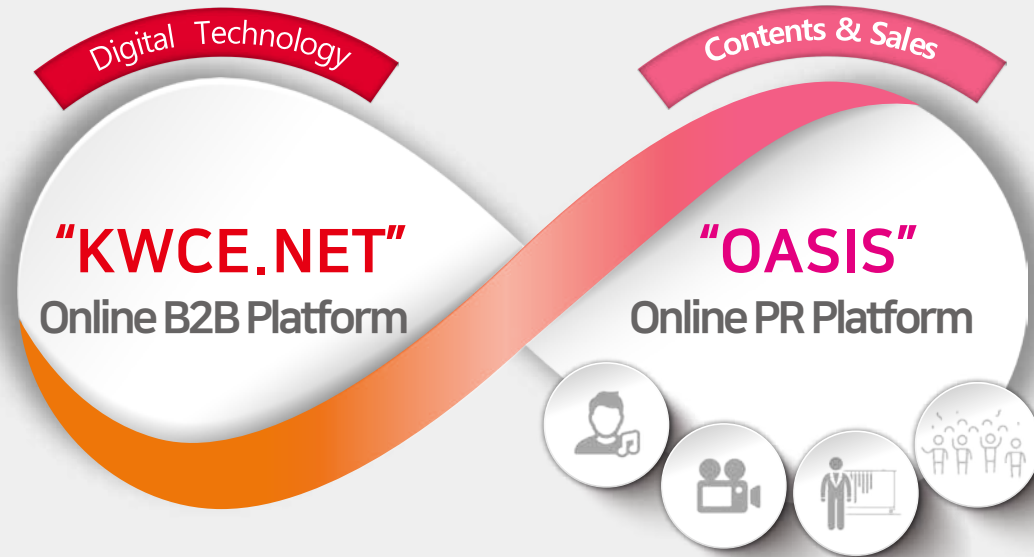 Digital Technology
"KWCE.NET"
Online B2B Platform
Contents & Sales
"OASIS"
Online PR Platform